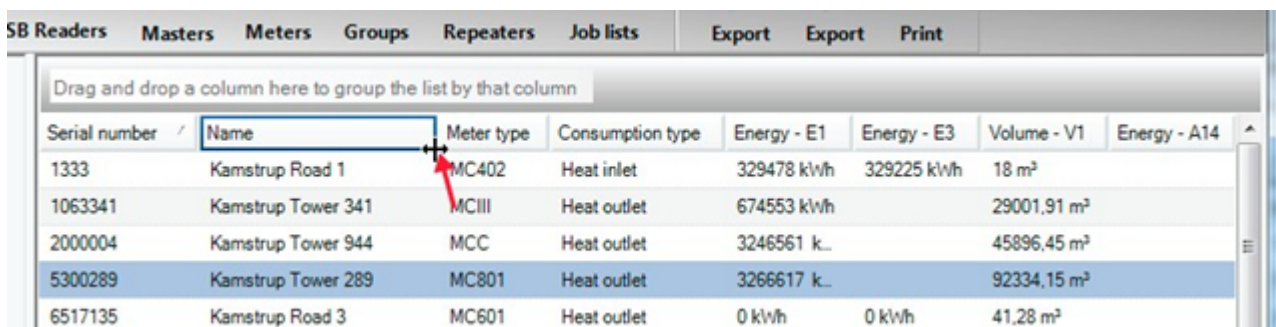 SB Readers Masters Meters Groups Repeaters Job lists Export Export Print
Drag and drop a column here to group the list by that column
Serial number Name Meter type Consumption type Energy - E1 Energy - E3 Volume - V1 Energy - A14
1333 Kamstrup Road 1 MC402 Heat inlet 329478 kWh 329225 kWh 18 m³
1063341 Kamstrup Tower 341 MCIII Heat outlet 674553 kWh 29001,91 m³
2000004 Kamstrup Tower 944 MCC Heat outlet 3246561 k... 45896,45 m³
5300289 Kamstrup Tower 289 MC801 Heat outlet 3266617 k... 92334,15 m³
6517135 Kamstrup Road 3 MC601 Heat outlet 0 kWh 0 kWh 41,28 m³